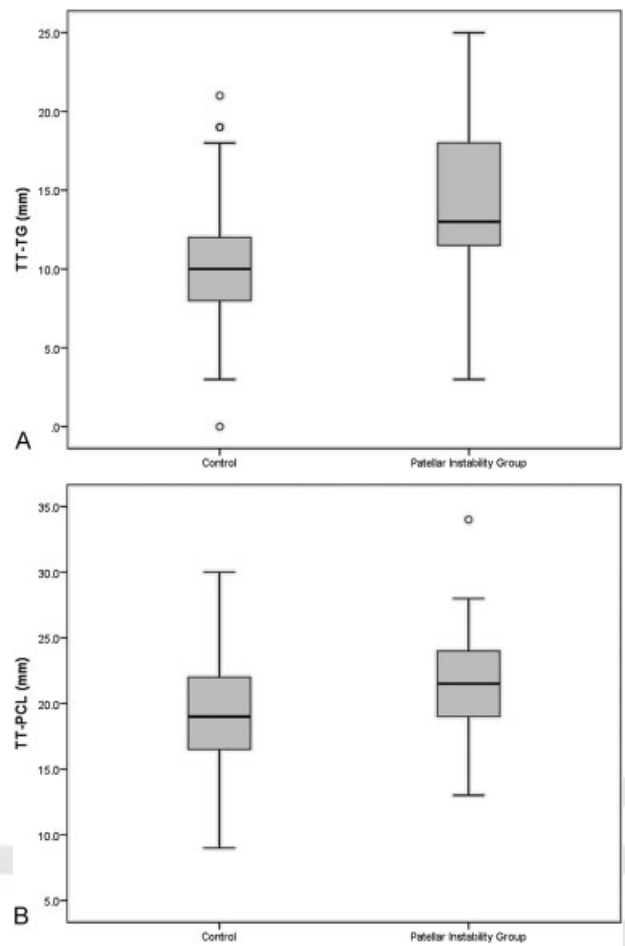 25.0
20.0
TT-TG (mm)
15.0
10.0
5.0
.0
A
Control
Patellar Instability Group
35.0
30.0
25.0
TT-PCL (mm)
20.0
15.0
10.0
5.0
B
Control
Patellar Instability Group